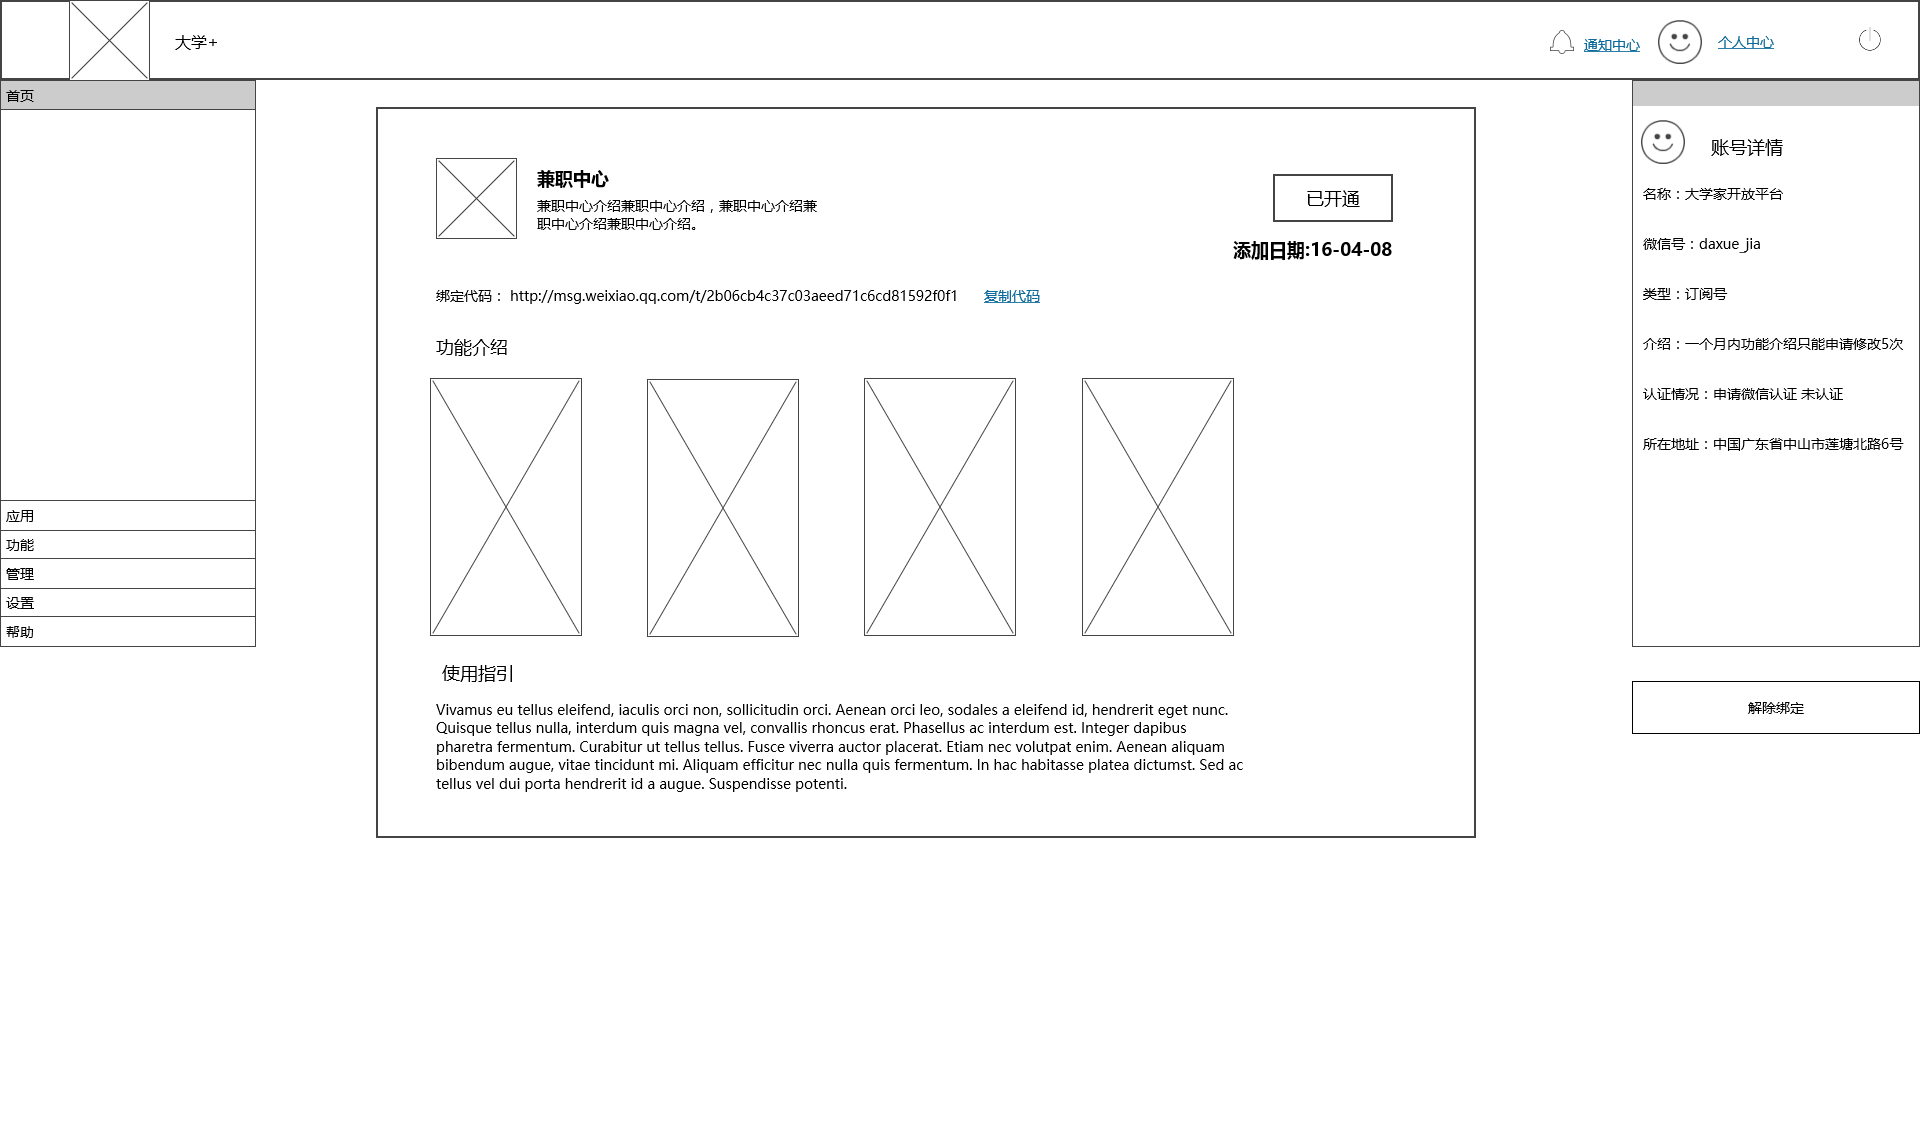 大学+
通知中心
个人中心
首页
应用
功能
管理
设置
帮助
兼职中心
兼职中心介绍兼职中心介绍，兼职中心介绍兼
职中心介绍兼职中心介绍。
已开通
添加日期:16-04-08
绑定代码： http://msg.weixiao.qq.com/t/2b06cb4c37c03aeed71c6cd81592f0f1 复制代码
功能介绍
使用指引
Vivamus eu tellus eleifend, iaculis orci non, sollicitudin orci. Aenean orci leo, sodales a eleifend id, hendrerit eget nunc.
Quisque tellus nulla, interdum quis magna vel, convallis rhoncus erat. Phasellus ac interdum est. Integer dapibus
pharetra fermentum. Curabitur ut tellus tellus. Fusce viverra auctor placerat. Etiam nec volutpat enim. Aenean aliquam
bibendum augue, vitae tincidunt mi. Aliquam efficitur nec nulla quis fermentum. In hac habitasse platea dictumst. Sed ac
tellus vel dui porta hendrerit id a augue. Suspendisse potenti.
账号详情
名称：大学家开放平台
微信号：daxue_jia
类型：订阅号
介绍：一个月内功能介绍只能申请修改5次
认证情况：申请微信认证 未认证
所在地址：中国广东省中山市莲塘北路6号
解除绑定